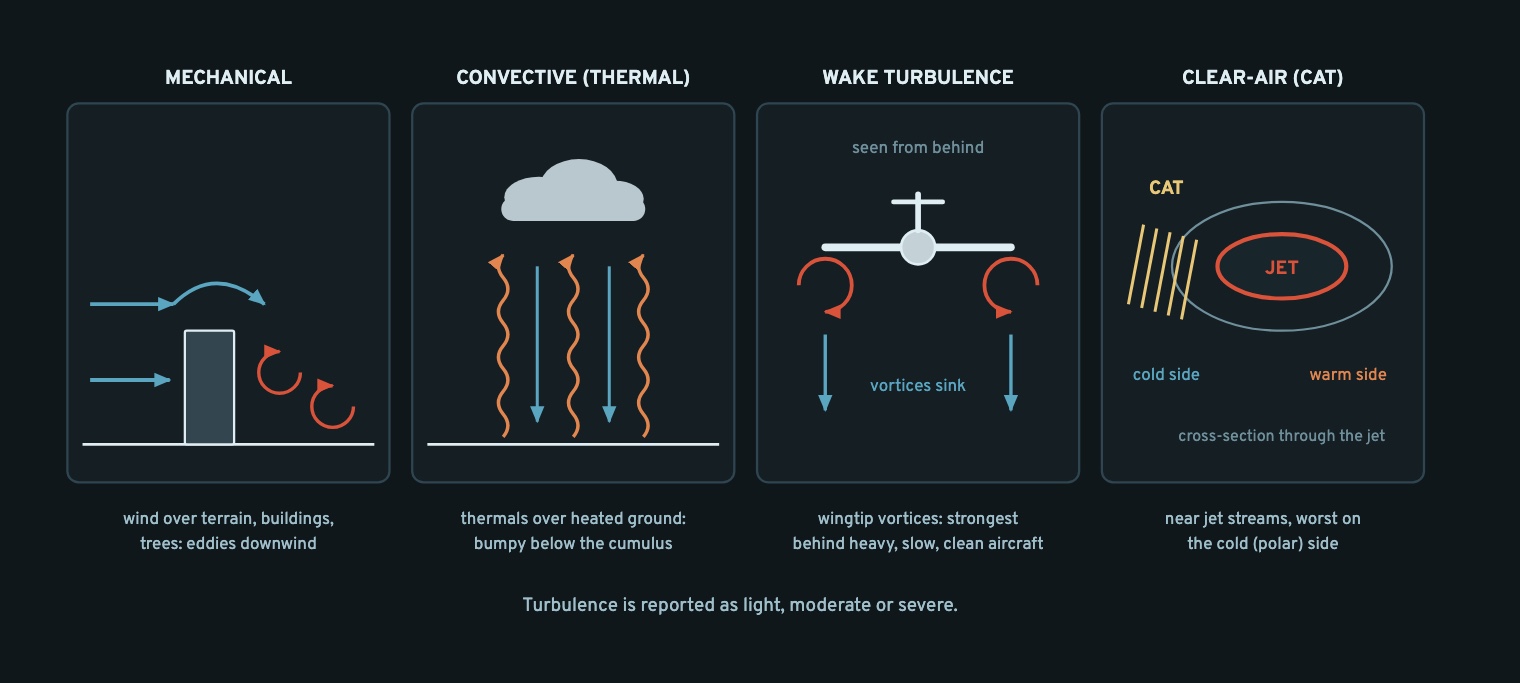 MECHANICAL
CONVECTIVE (THERMAL)
WAKE TURBULENCE
CLEAR-AIR (CAT)
seen from behind
CAT
JET
vortices sink
cold side
warm side
cross-section through the jet
wind over terrain, buildings,
trees: eddies downwind
thermals over heated ground:
bumpy below the cumulus
wingtip vortices: strongest
behind heavy, slow, clean aircraft
near jet streams, worst on
the cold (polar) side
Turbulence is reported as light, moderate or severe.